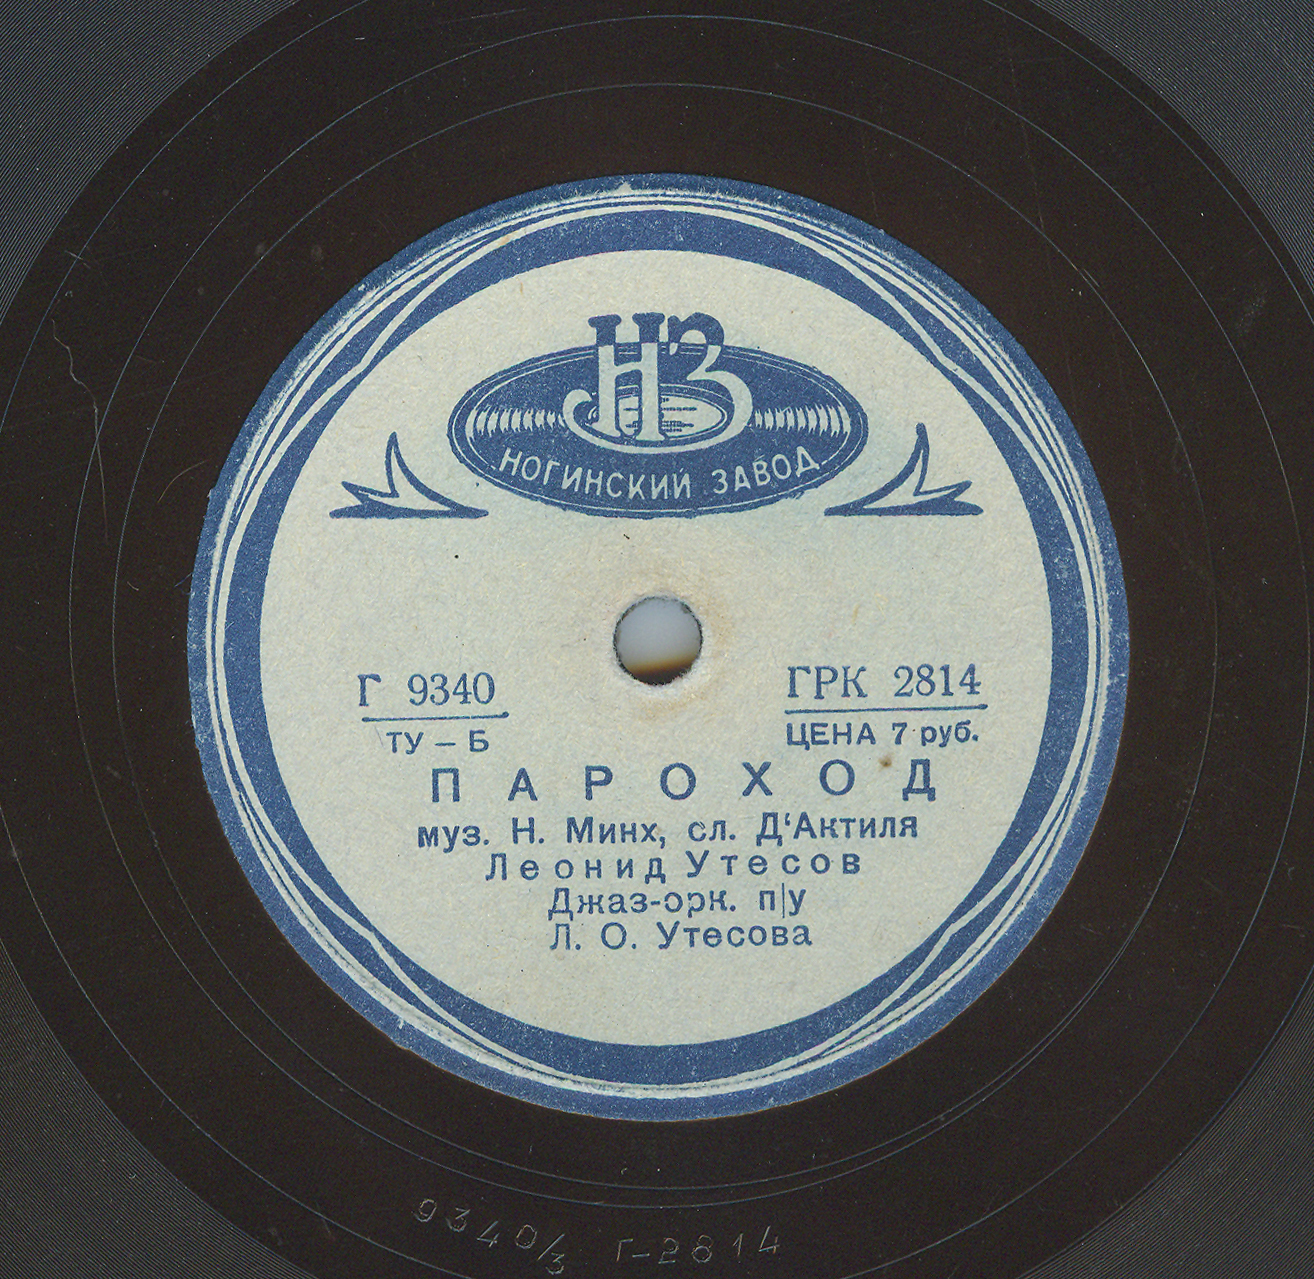 НЗ
НОГИНСКИЙ ЗАВОД
Г 9340
ТУ – Б
ГРК 2814
ЦЕНА 7 руб.
ПАРОХОД
муз. Н. Минх, сл. Д‘Актиля
Леонид Утесов
Джаз-орк. п/у
Л. О. Утесова
9340/3 Г-2814